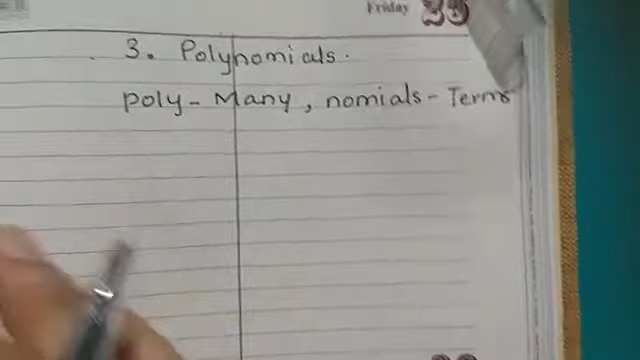 Friday
3. Polynomials.
poly - Many, nomials - Terms